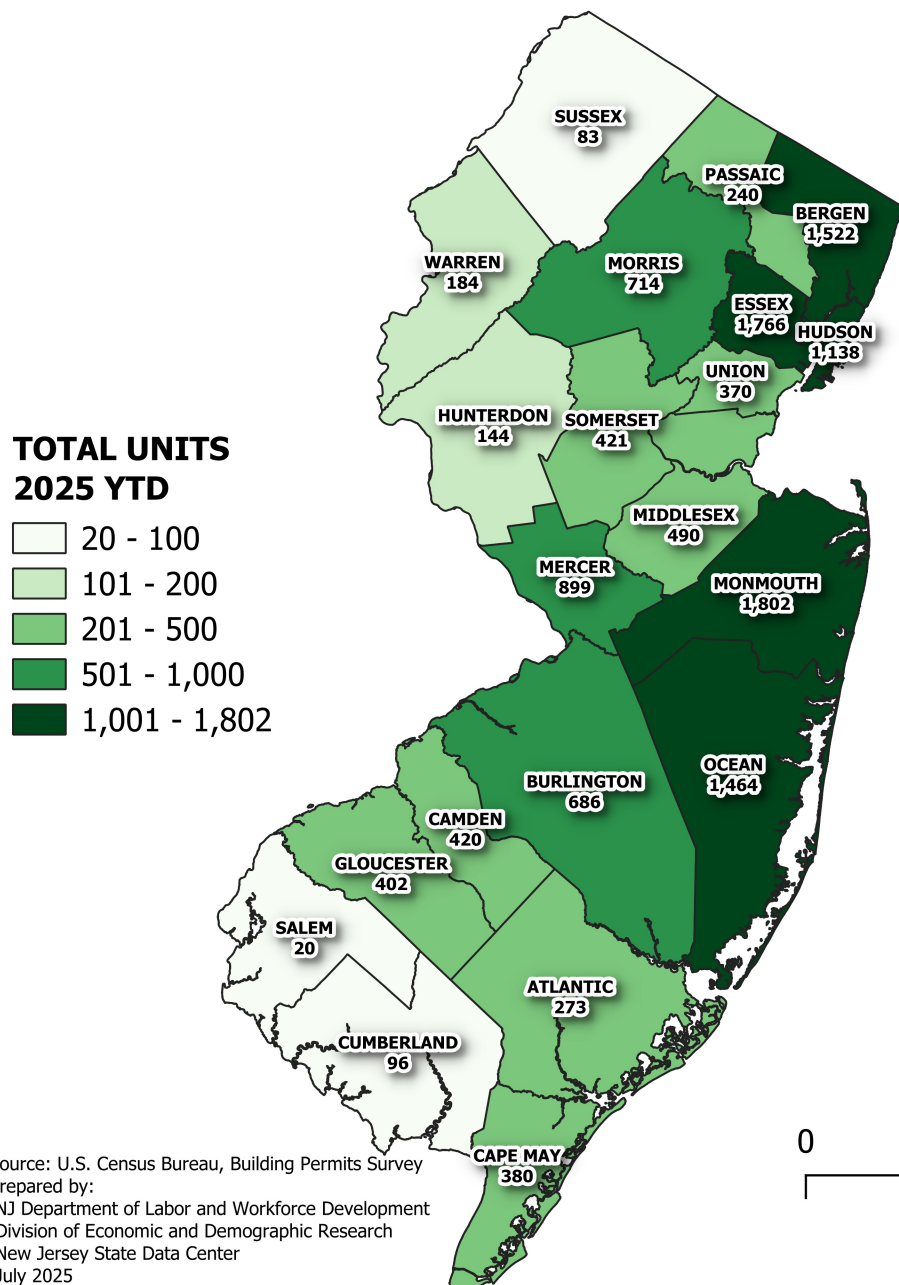 SUSSEX
83
PASSAIC
240
BERGEN
1,522
WARREN
184
MORRIS
714
ESSEX
1,766
HUDSON
1,138
UNION
370
HUNTERDON
144
SOMERSET
421
TOTAL UNITS
2025 YTD
20 - 100
101 - 200
201 - 500
501 - 1,000
1,001 - 1,802
MIDDLESEX
490
MERCER
899
MONMOUTH
1,802
OCEAN
1,464
BURLINGTON
686
CAMDEN
420
GLOUCESTER
402
SALEM
20
ATLANTIC
273
CUMBERLAND
96
CAPE MAY
380
0
ource: U.S. Census Bureau, Building Permits Survey
repared by:
NJ Department of Labor and Workforce Development
Division of Economic and Demographic Research
New Jersey State Data Center
July 2025